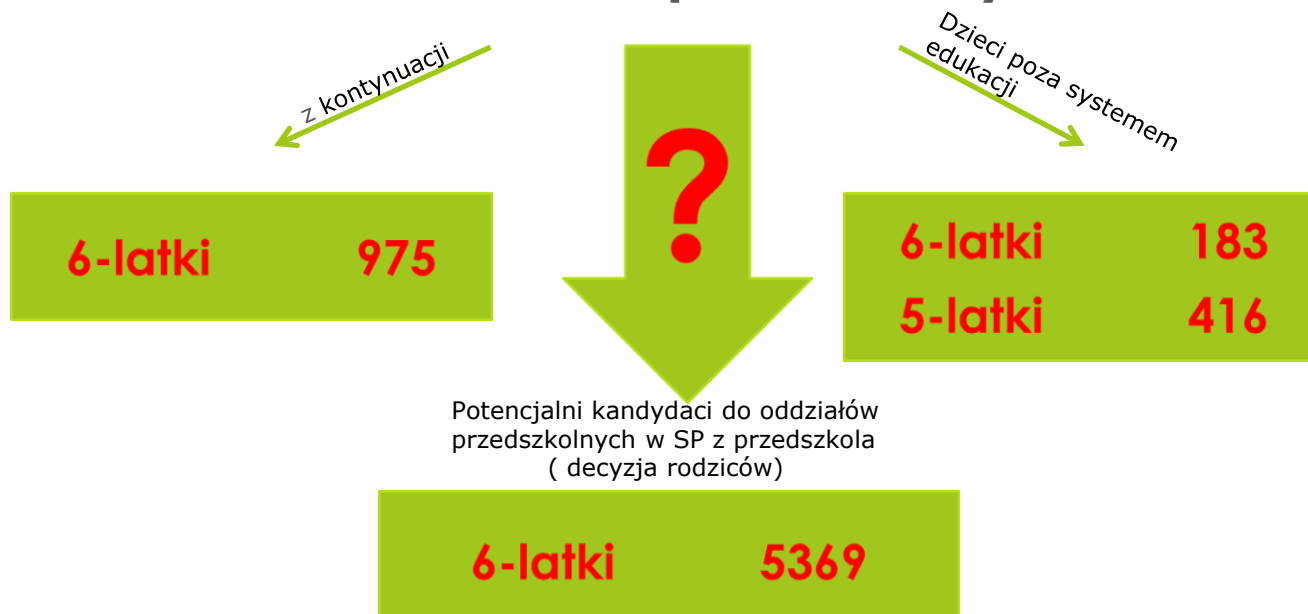 z kontynuacji
Dzieci poza systemem
edukacji
?
6-latki 975
6-latki 183
5-latki 416
Potencjalni kandydaci do oddziałów
przedszkolnych w SP z przedszkola
( decyzja rodziców)
6-latki 5369